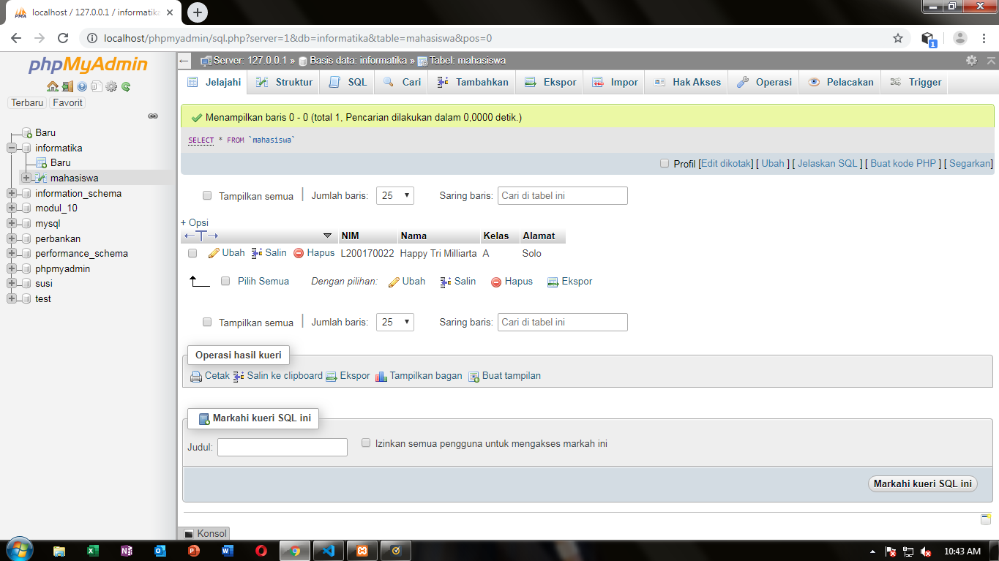 localhost / 127.0.0.1 / informatika
localhost/phpmyadmin/sql.php?server=1&db=informatika&table=mahasiswa&pos=0
1
phpMyAdmin
Terbaru Favorit
Baru
informatika
Baru
mahasiswa
information_schema
modul_10
mysql
perbankan
performance_schema
phpmyadmin
susi
test
Server: 127.0.0.1 » Basis data: informatika » Tabel: mahasiswa
Jelajahi Struktur SQL Cari Tambahkan Ekspor Impor Hak Akses Operasi Pelacakan Trigger
Menampilkan baris 0 - 0 (total 1, Pencarian dilakukan dalam 0,0000 detik.)
SELECT * FROM `mahasiswa`
Profil [Edit dikotak] [ Ubah ] [ Jelaskan SQL ] [ Buat kode PHP ] [ Segarkan]
Tampilkan semua | Jumlah baris: 25 Saring baris: Cari di tabel ini
+ Opsi
←T→ NIM Nama Kelas Alamat
Ubah Salin Hapus L200170022 Happy Tri Milliarta A Solo
Pilih Semua Dengan pilihan: Ubah Salin Hapus Ekspor
Tampilkan semua | Jumlah baris: 25 Saring baris: Cari di tabel ini
Operasi hasil kueri
Cetak Salin ke clipboard Ekspor Tampilkan bagan Buat tampilan
Markahi kueri SQL ini
Judul: Izinkan semua pengguna untuk mengakses markah ini
Markahi kueri SQL ini
Konsol
10:43 AM